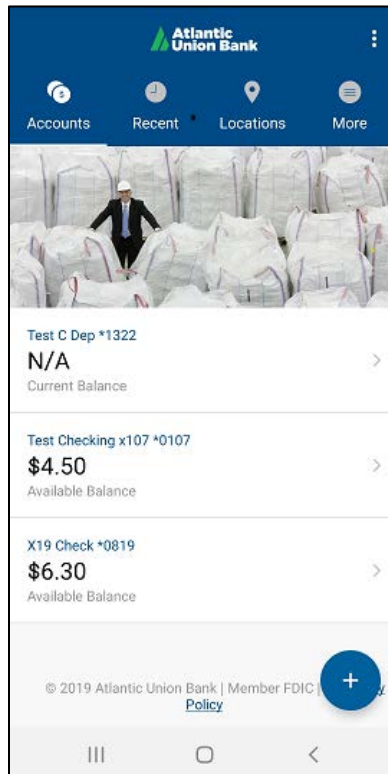 Atlantic
Union Bank
Accounts Recent Locations More
Test C Dep *1322
N/A
Current Balance
Test Checking x107 *0107
$4.50
Available Balance
X19 Check *0819
$6.30
Available Balance
© 2019 Atlantic Union Bank | Member FDIC |
Policy